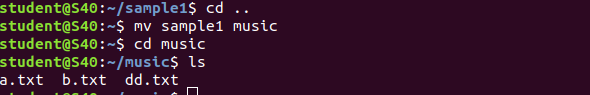 student@S40:~/sample1$ cd ..
student@S40:~$ mv sample1 music
student@S40:~$ cd music
student@S40:~/music$ ls
a.txt  b.txt  dd.txt
student@S40:~/music$